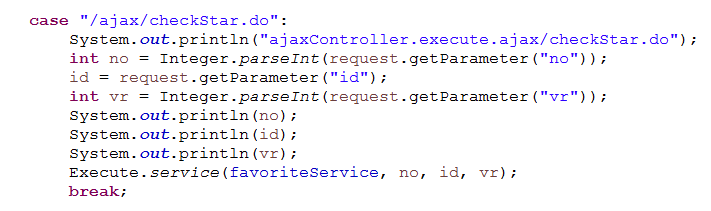 case "/ajax/checkStar.do":
System.out.println("ajaxController.execute.ajax/checkStar.do");
int no = Integer.parseInt(request.getParameter("no"));
id = request.getParameter("id");
int vr = Integer.parseInt(request.getParameter("vr"));
System.out.println(no);
System.out.println(id);
System.out.println(vr);
Execute.service(favoriteService, no, id, vr);
break;